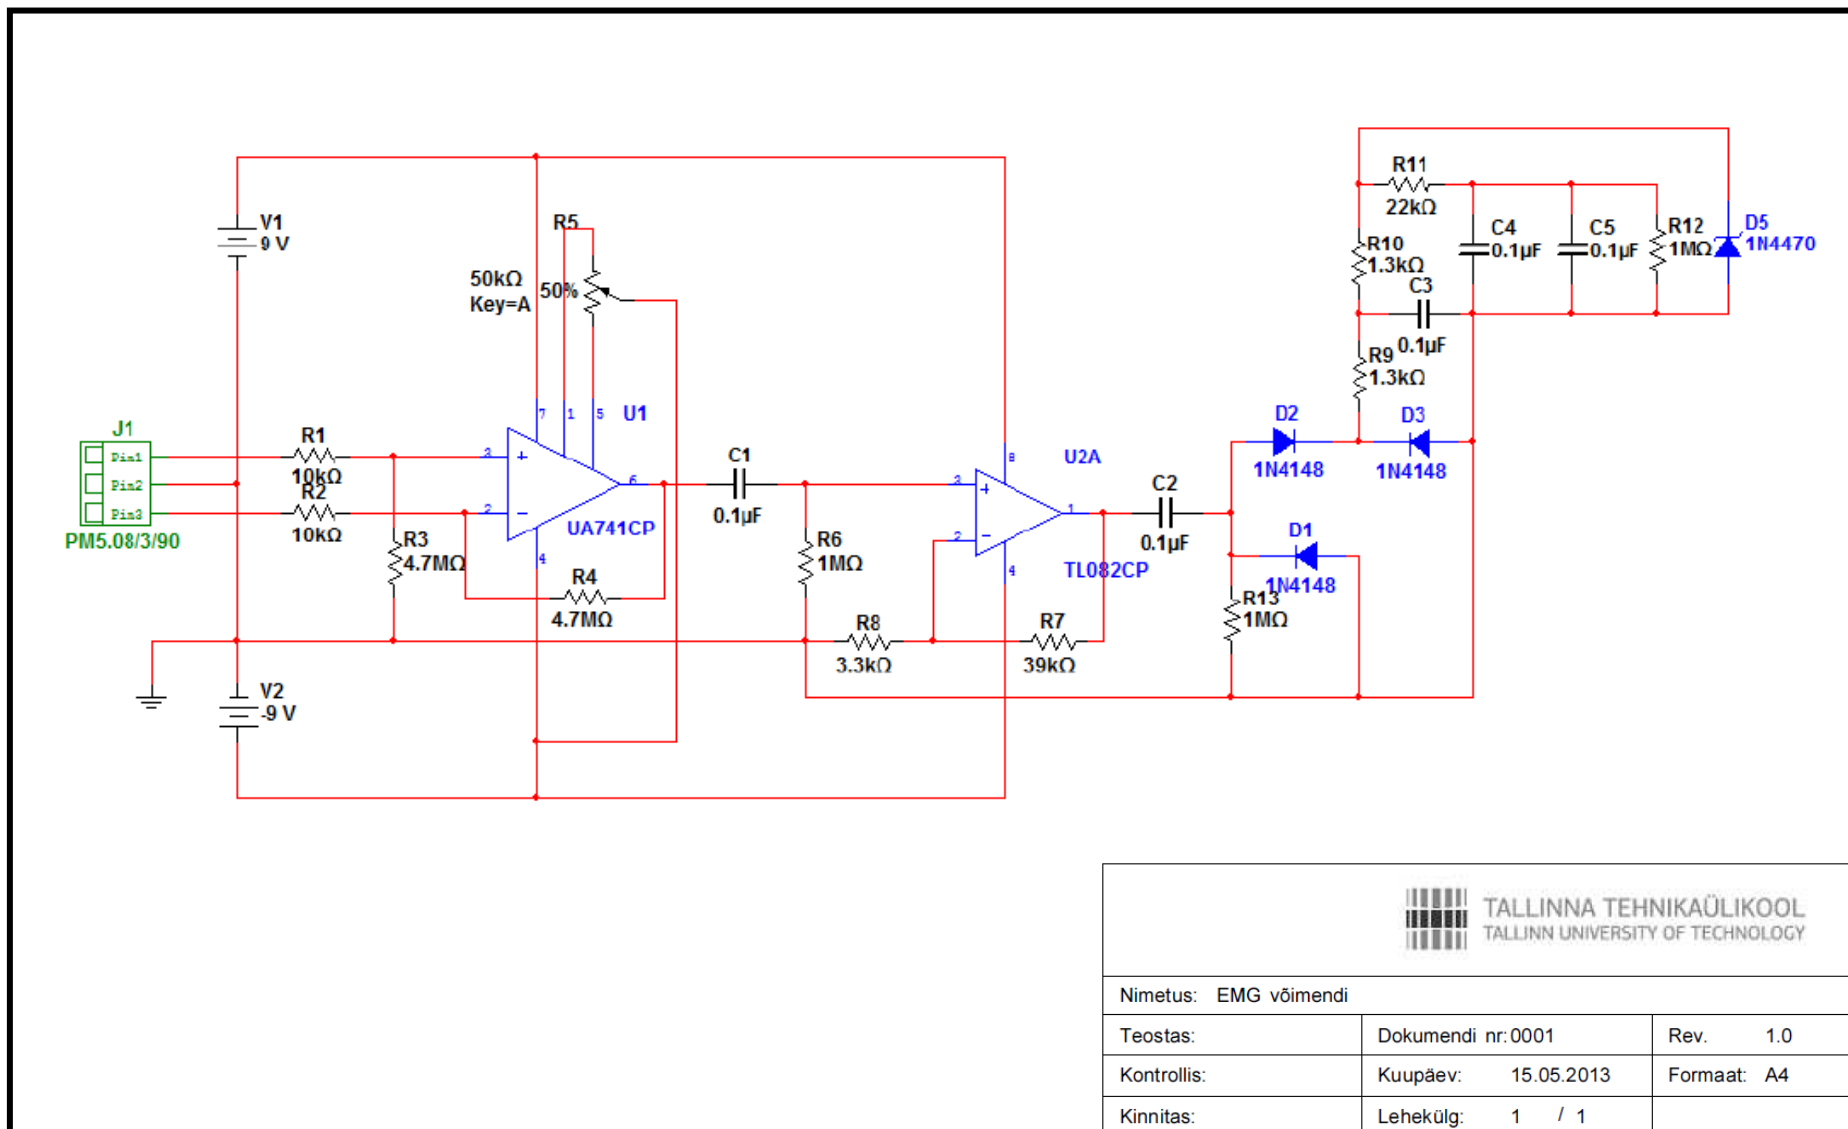 V1
9 V
R5
50kΩ
Key=A
50%
7
1
5
U1
J1
Pin1
Pin2
Pin3
PM5.08/3/90
R1
10kΩ
R2
10kΩ
R3
4.7MΩ
3
2
+
−
6
4
UA741CP
R4
4.7MΩ
C1
0.1µF
R6
1MΩ
R8
3.3kΩ
R7
39kΩ
8
U2A
3
2
+
−
1
4
TL082CP
C2
0.1µF
V2
-9 V
R11
22kΩ
R10
1.3kΩ
C3
0.1µF
R9
1.3kΩ
C4
0.1µF
C5
0.1µF
R12
1MΩ
D5
1N4470
D2
1N4148
D3
1N4148
D1
1N4148
R13
1MΩ
TALLINNA TEHNIKAÜLIKOOL
TALLINN UNIVERSITY OF TECHNOLOGY
Nimetus: EMG võimendi
Teostas: Dokumendi nr:0001 Rev. 1.0
Kontrollis: Kuupäev: 15.05.2013 Formaat: A4
Kinnitas: Lehekülg: 1 / 1